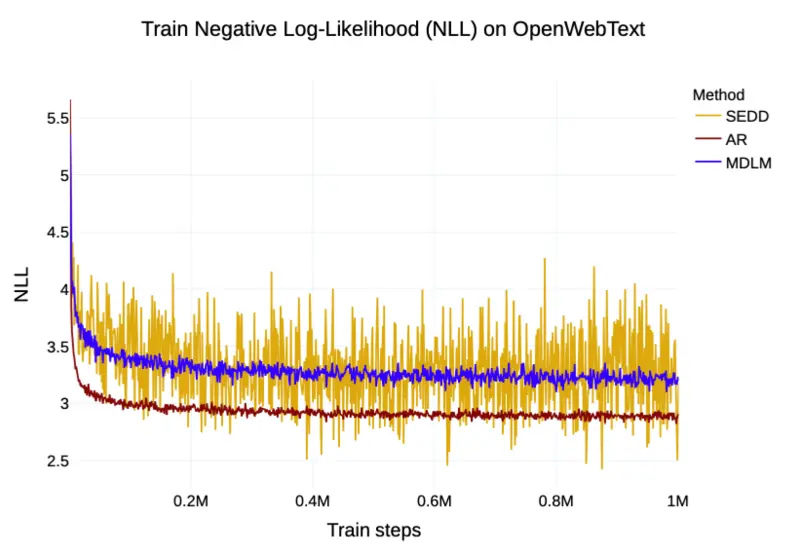 Train Negative Log-Likelihood (NLL) on OpenWebText
Method
SEDD
AR
MDLM
5.5
5
4.5
4
3.5
3
2.5
NLL
0.2M 0.4M 0.6M 0.8M 1M
Train steps